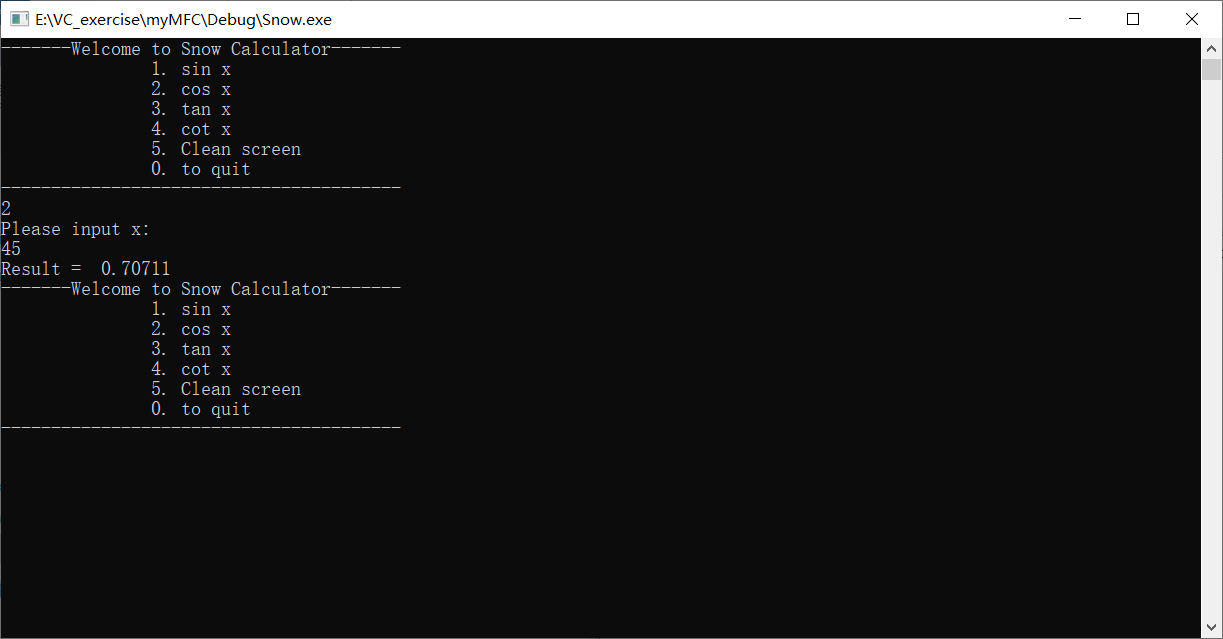 E:\VC_exercise\myMFC\Debug\Snow.exe
-------Welcome to Snow Calculator-------
1. sin x
2. cos x
3. tan x
4. cot x
5. Clean screen
0. to quit
----------------------------------------
2
Please input x:
45
Result =  0.70711
-------Welcome to Snow Calculator-------
1. sin x
2. cos x
3. tan x
4. cot x
5. Clean screen
0. to quit
----------------------------------------